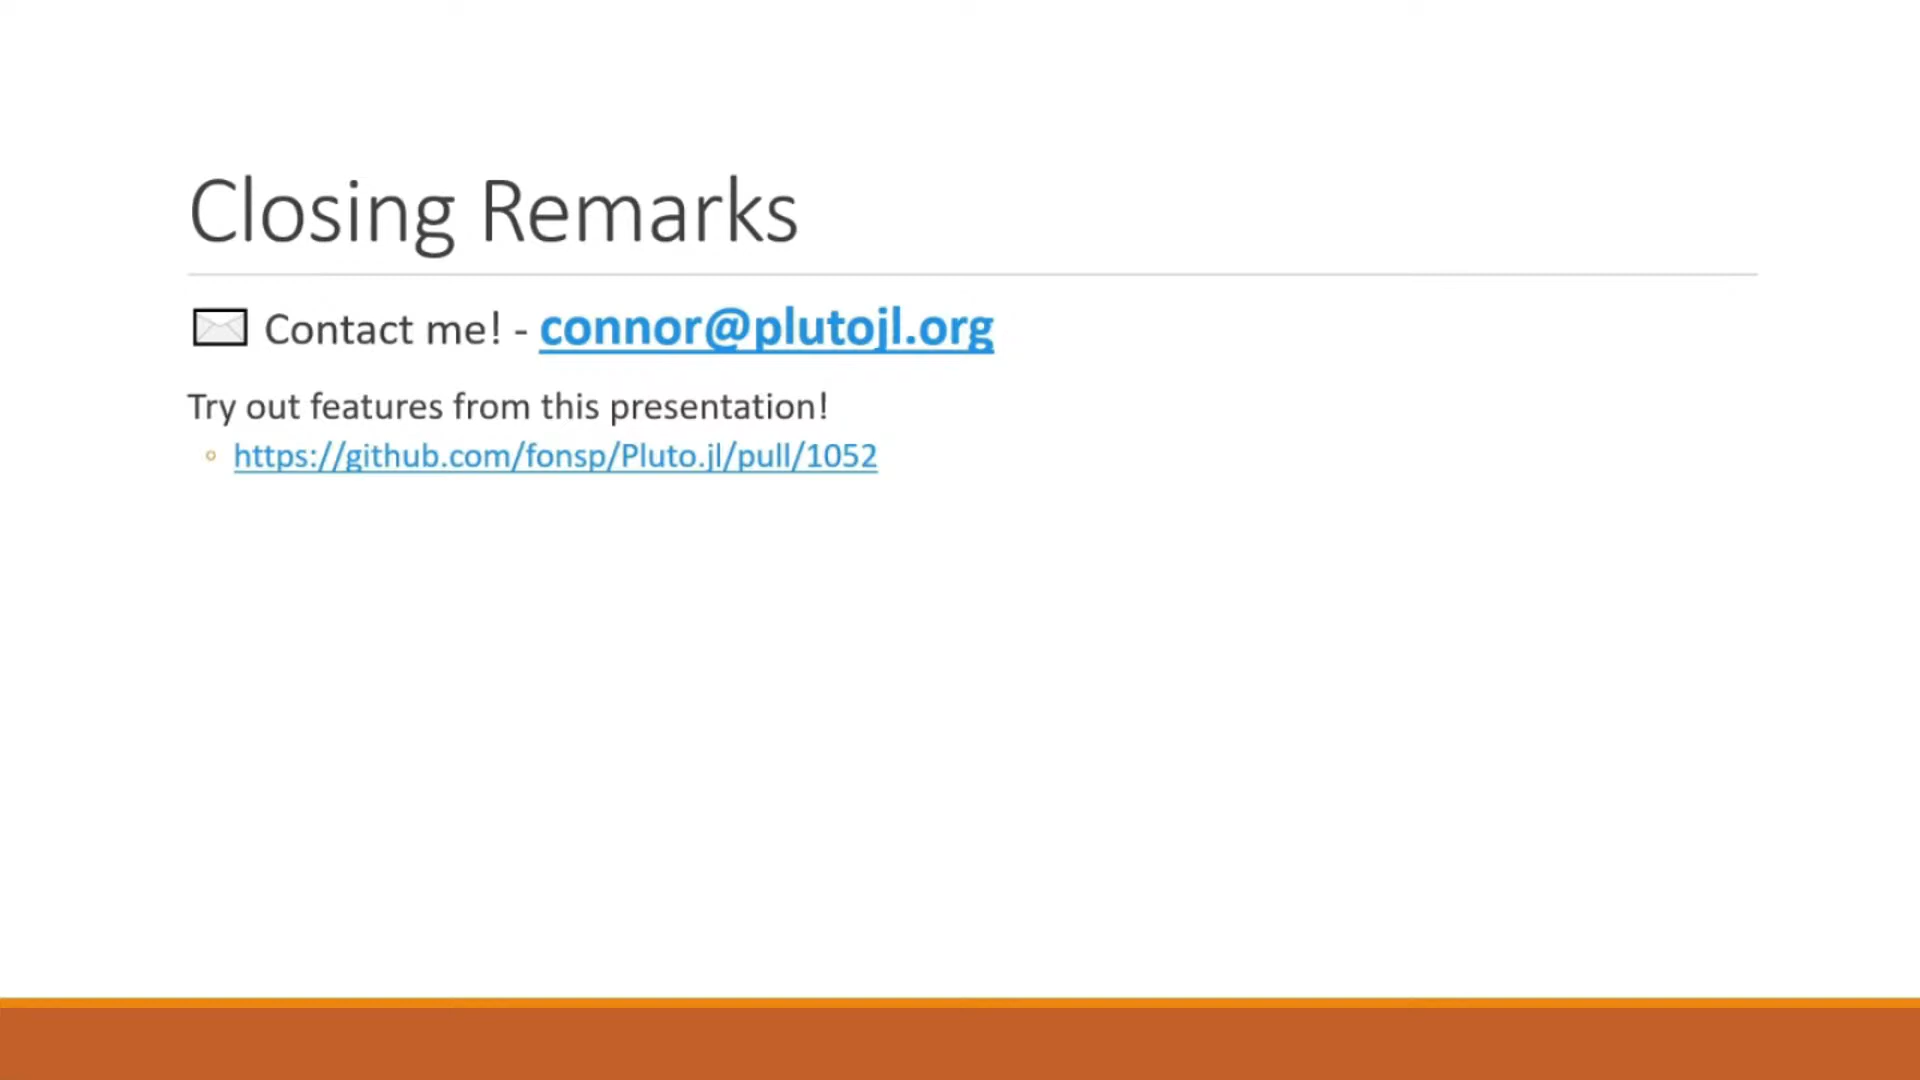 Closing Remarks
Contact me! - connor@plutojl.org
Try out features from this presentation!
https://github.com/fonsp/Pluto.jl/pull/1052